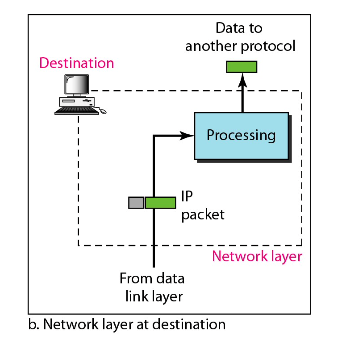 Data to
another protocol
Destination
Processing
IP
packet
Network layer
From data
link layer
b. Network layer at destination